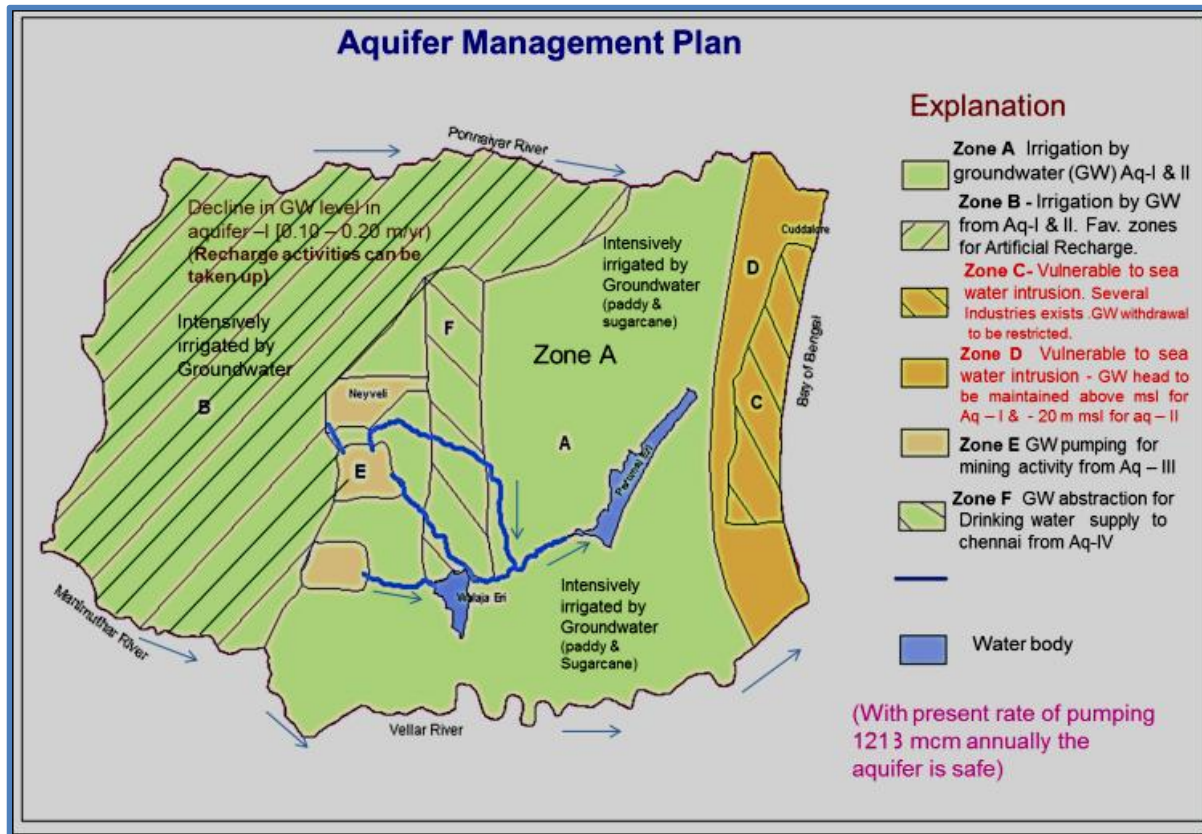 Aquifer Management Plan
Ponnaiyar River
Decline in GW level in
aquifer –I [0.10 – 0.20 m/yr)
(Recharge activities can be
taken up)
Intensively
irrigated by
Groundwater
B
Intensively
irrigated by
Groundwater
(paddy &
sugarcane)
Cuddalore
D
F
Zone A
Neyveli
C
Bay of Bengal
A
E
Perumal Eri
Walaja Eri
Intensively
irrigated by
Groundwater
(paddy &
Sugarcane)
Manimuthar River
Vellar River
Explanation
Zone A Irrigation by
groundwater (GW) Aq-I & II
Zone B - Irrigation by GW
from Aq-I & II. Fav. zones
for Artificial Recharge.
Zone C- Vulnerable to sea
water intrusion. Several
Industries exists .GW withdrawal
to be restricted.
Zone D Vulnerable to sea
water intrusion - GW head to
be maintained above msl for
Aq – I & - 20 m msl for aq – II
Zone E GW pumping for
mining activity from Aq – III
Zone F GW abstraction for
Drinking water supply to
chennai from Aq-IV
Water body
(With present rate of pumping
1213 mcm annually the
aquifer is safe)